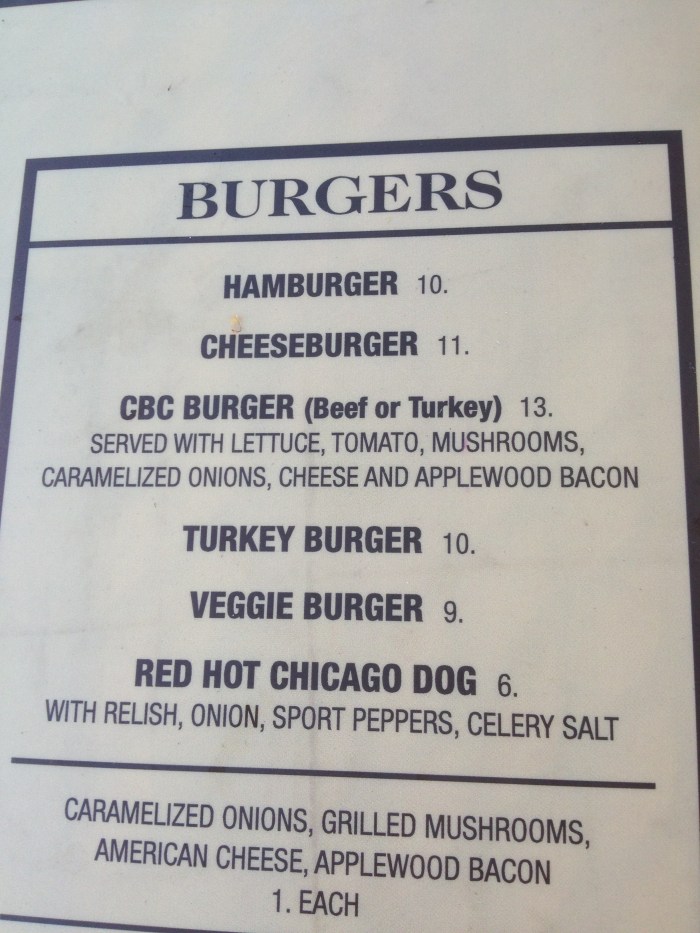 BURGERS
HAMBURGER 10.
CHEESEBURGER 11.
CBC BURGER (Beef or Turkey) 13.
SERVED WITH LETTUCE, TOMATO, MUSHROOMS,
CARAMELIZED ONIONS, CHEESE AND APPLEWOOD BACON
TURKEY BURGER 10.
VEGGIE BURGER 9.
RED HOT CHICAGO DOG 6.
WITH RELISH, ONION, SPORT PEPPERS, CELERY SALT
CARAMELIZED ONIONS, GRILLED MUSHROOMS,
AMERICAN CHEESE, APPLEWOOD BACON
1. EACH